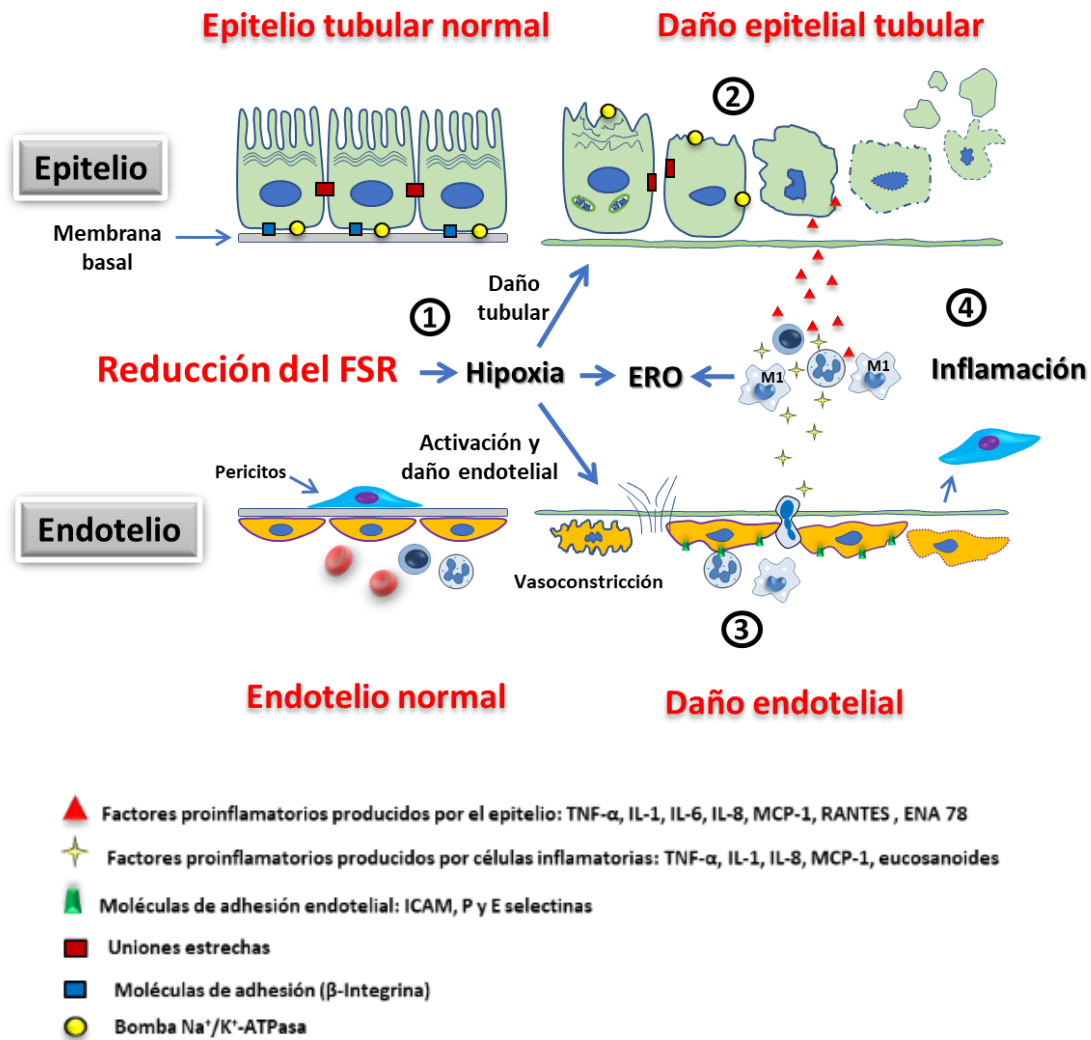 Epitelio tubular normal
Daño epitelial tubular
2
Epitelio
Membrana
basal
Daño
tubular
1
4
Reducción del FSR
Hipoxia
ERO
M1
M1
Inflamación
Activación y
daño endotelial
Pericitos
Endotelio
Vasoconstricción
3
Endotelio normal
Daño endotelial
Factores proinflamatorios producidos por el epitelio: TNF-α, IL-1, IL-6, IL-8, MCP-1, RANTES , ENA 78
Factores proinflamatorios producidos por células inflamatorias: TNF-α, IL-1, IL-8, MCP-1, eucosanoides
Moléculas de adhesión endotelial: ICAM, P y E selectinas
Uniones estrechas
Moléculas de adhesión (β-Integrina)
Bomba Na⁺/K⁺-ATPasa